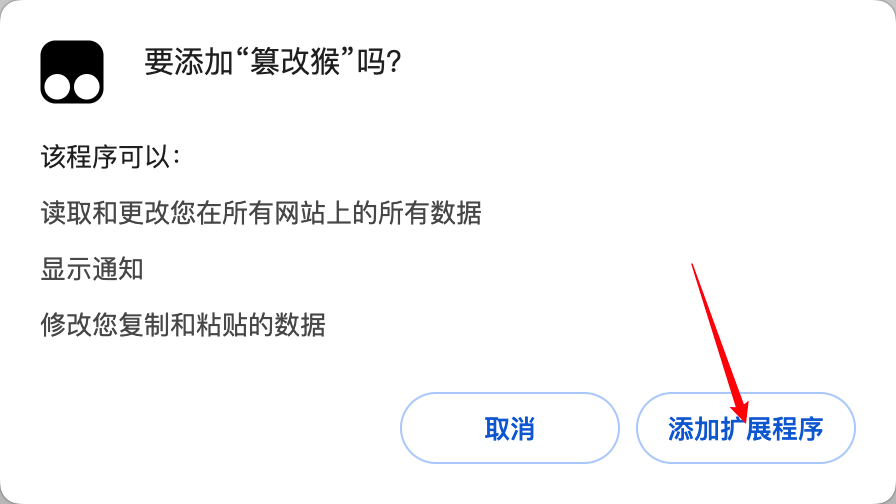 要添加“篡改猴”吗？
该程序可以：
读取和更改您在所有网站上的所有数据
显示通知
修改您复制和粘贴的数据
取消
添加扩展程序